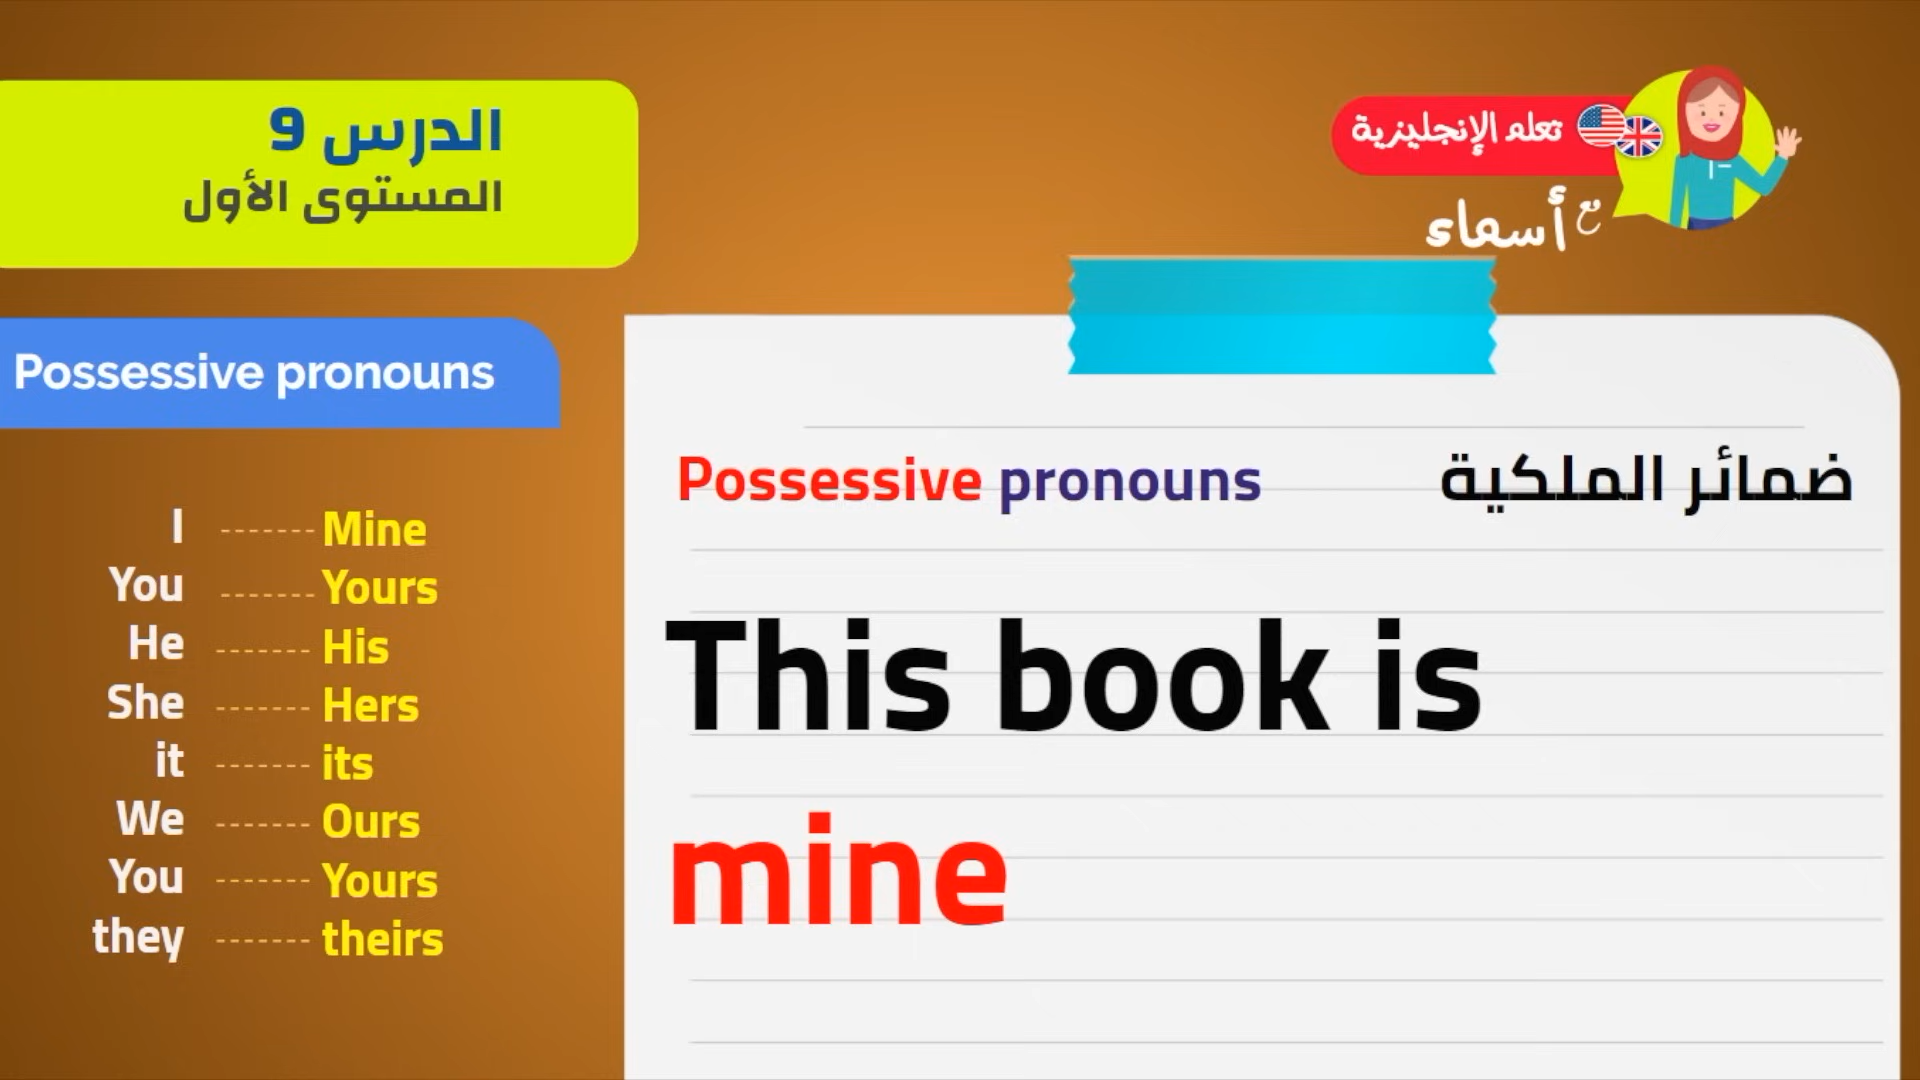 الدرس 9
المستوى الأول
تعلم الإنجليزية
مع أسماء
Possessive pronouns
I ------- Mine
You ------- Yours
He ------- His
She ------- Hers
it ------- its
We ------- Ours
You ------- Yours
they ------- theirs
Possessive pronouns ضمائر الملكية
This book is
mine